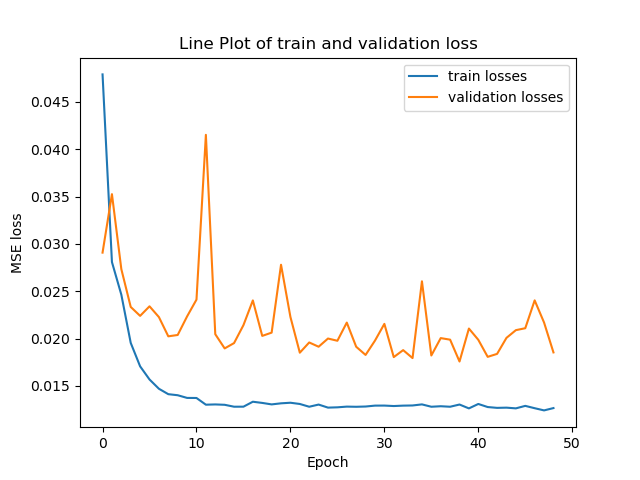 Line Plot of train and validation loss
train losses
validation losses
0.045
0.040
0.035
0.030
0.025
0.020
0.015
MSE loss
0 10 20 30 40 50
Epoch